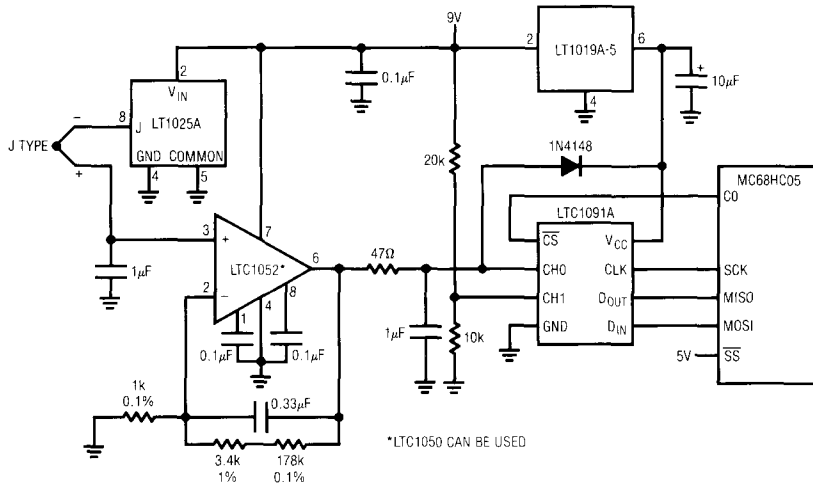 9V
2
LT1019A-5
6
4
+
10µF
0.1µF
2
V_IN
8
J
LT1025A
GND
COMMON
4
5
J TYPE
−
+
20k
1N4148
MC68HC05
C0
LTC1091A
C̅S̅
V_CC
CH0
CLK
SCK
CH1
D_OUT
MISO
GND
D_IN
MOSI
5V
S̅S̅
3
+
7
LTC1052*
6
47Ω
2
−
1
4
8
1µF
0.1µF
0.1µF
1µF
10k
1k
0.1%
0.33µF
3.4k
1%
178k
0.1%
*LTC1050 CAN BE USED